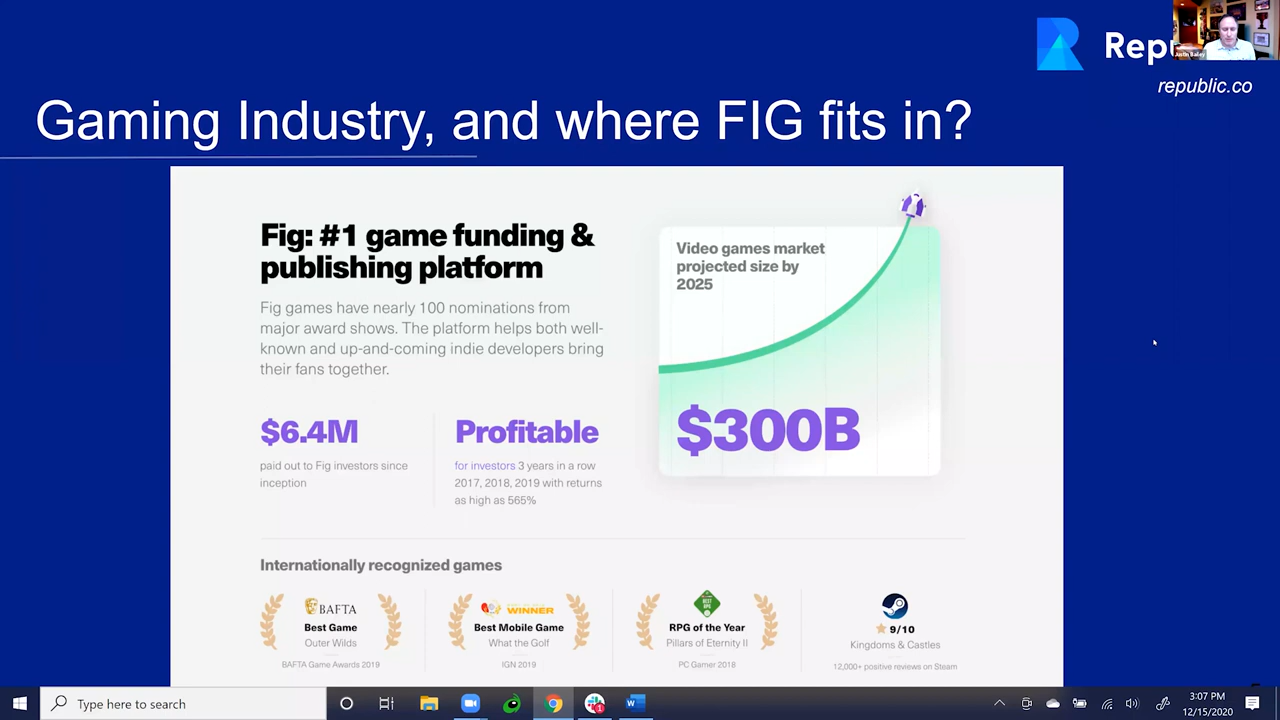 Rep
Justin Bailey
republic.co
Gaming Industry, and where FIG fits in?
Fig: #1 game funding &
publishing platform
Fig games have nearly 100 nominations from
major award shows. The platform helps both well-
known and up-and-coming indie developers bring
their fans together.
$6.4M
paid out to Fig investors since
inception
Profitable
for investors 3 years in a row
2017, 2018, 2019 with returns
as high as 565%
Video games market
projected size by
2025
$300B
Internationally recognized games
BAFTA
Best Game
Outer Wilds
BAFTA Game Awards 2019
WINNER
Best Mobile Game
What the Golf
IGN 2019
BEST
RPG
RPG of the Year
Pillars of Eternity II
PC Gamer 2018
9/10
Kingdoms & Castles
12,000+ positive reviews on Steam
Type here to search
3:07 PM
12/15/2020